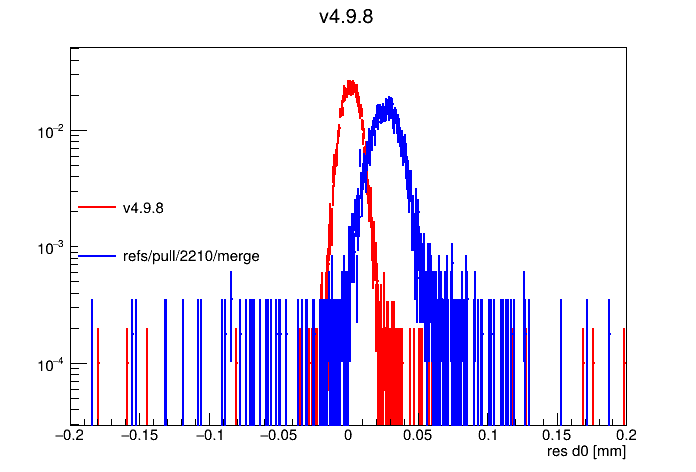 v4.9.8
10⁻²
v4.9.8
10⁻³
refs/pull/2210/merge
10⁻⁴
−0.2 −0.15 −0.1 −0.05 0 0.05 0.1 0.15 0.2
res d0 [mm]